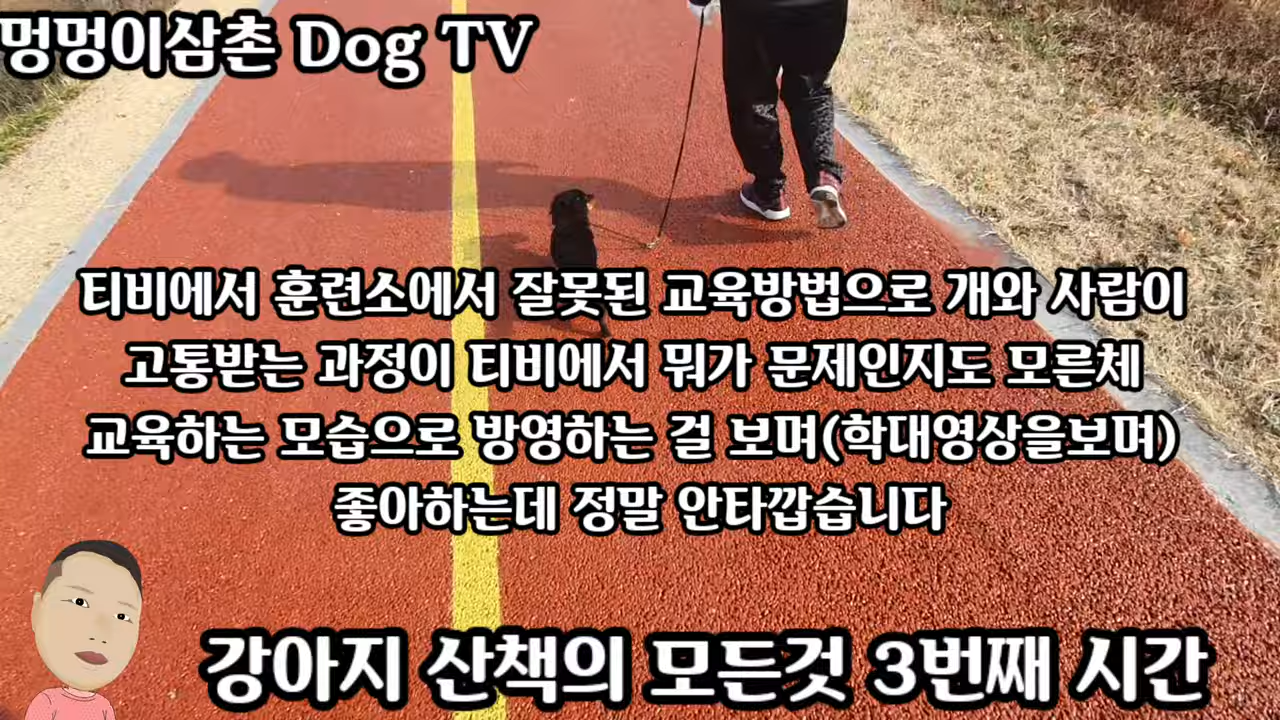 멍멍이삼촌 Dog TV
티비에서 훈련소에서 잘못된 교육방법으로 개와 사람이
고통받는 과정이 티비에서 뭐가 문제인지도 모른체
교육하는 모습으로 방영하는 걸 보며(학대영상을보며)
좋아하는데 정말 안타깝습니다
강아지 산책의 모든것 3번째 시간